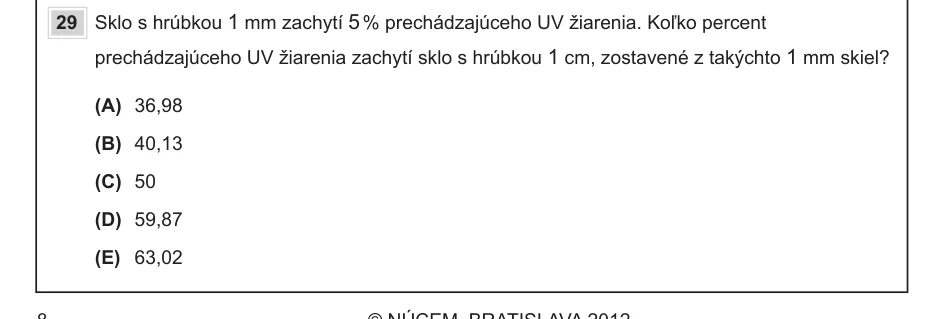 29 Sklo s hrúbkou 1 mm zachytí 5 % prechádzajúceho UV žiarenia. Koľko percent
prechádzajúceho UV žiarenia zachytí sklo s hrúbkou 1 cm, zostavené z takýchto 1 mm skiel?
(A) 36,98
(B) 40,13
(C) 50
(D) 59,87
(E) 63,02
8 © NÚCEM, BRATISLAVA 2012